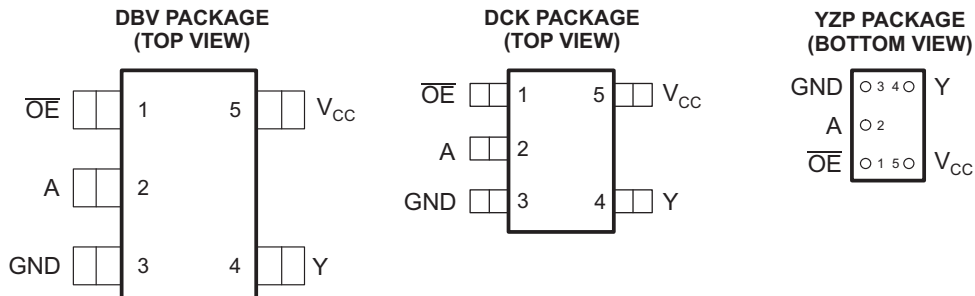 DBV PACKAGE
(TOP VIEW)
OE
1
5
VCC
A
2
GND
3
4
Y
DCK PACKAGE
(TOP VIEW)
OE
1
5
VCC
A
2
GND
3
4
Y
YZP PACKAGE
(BOTTOM VIEW)
GND 3 4 Y
A 2
OE 1 5 VCC